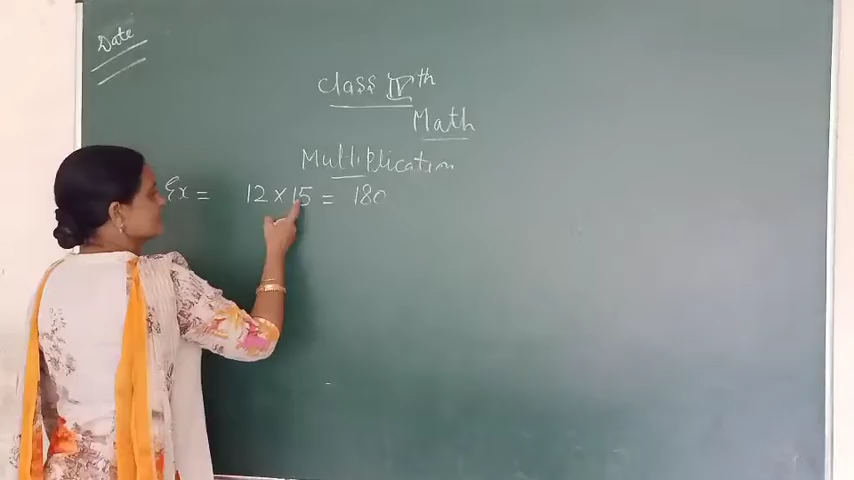 Date
Class IVth
Math
Multiplication
Ex = 12 × 15 = 180